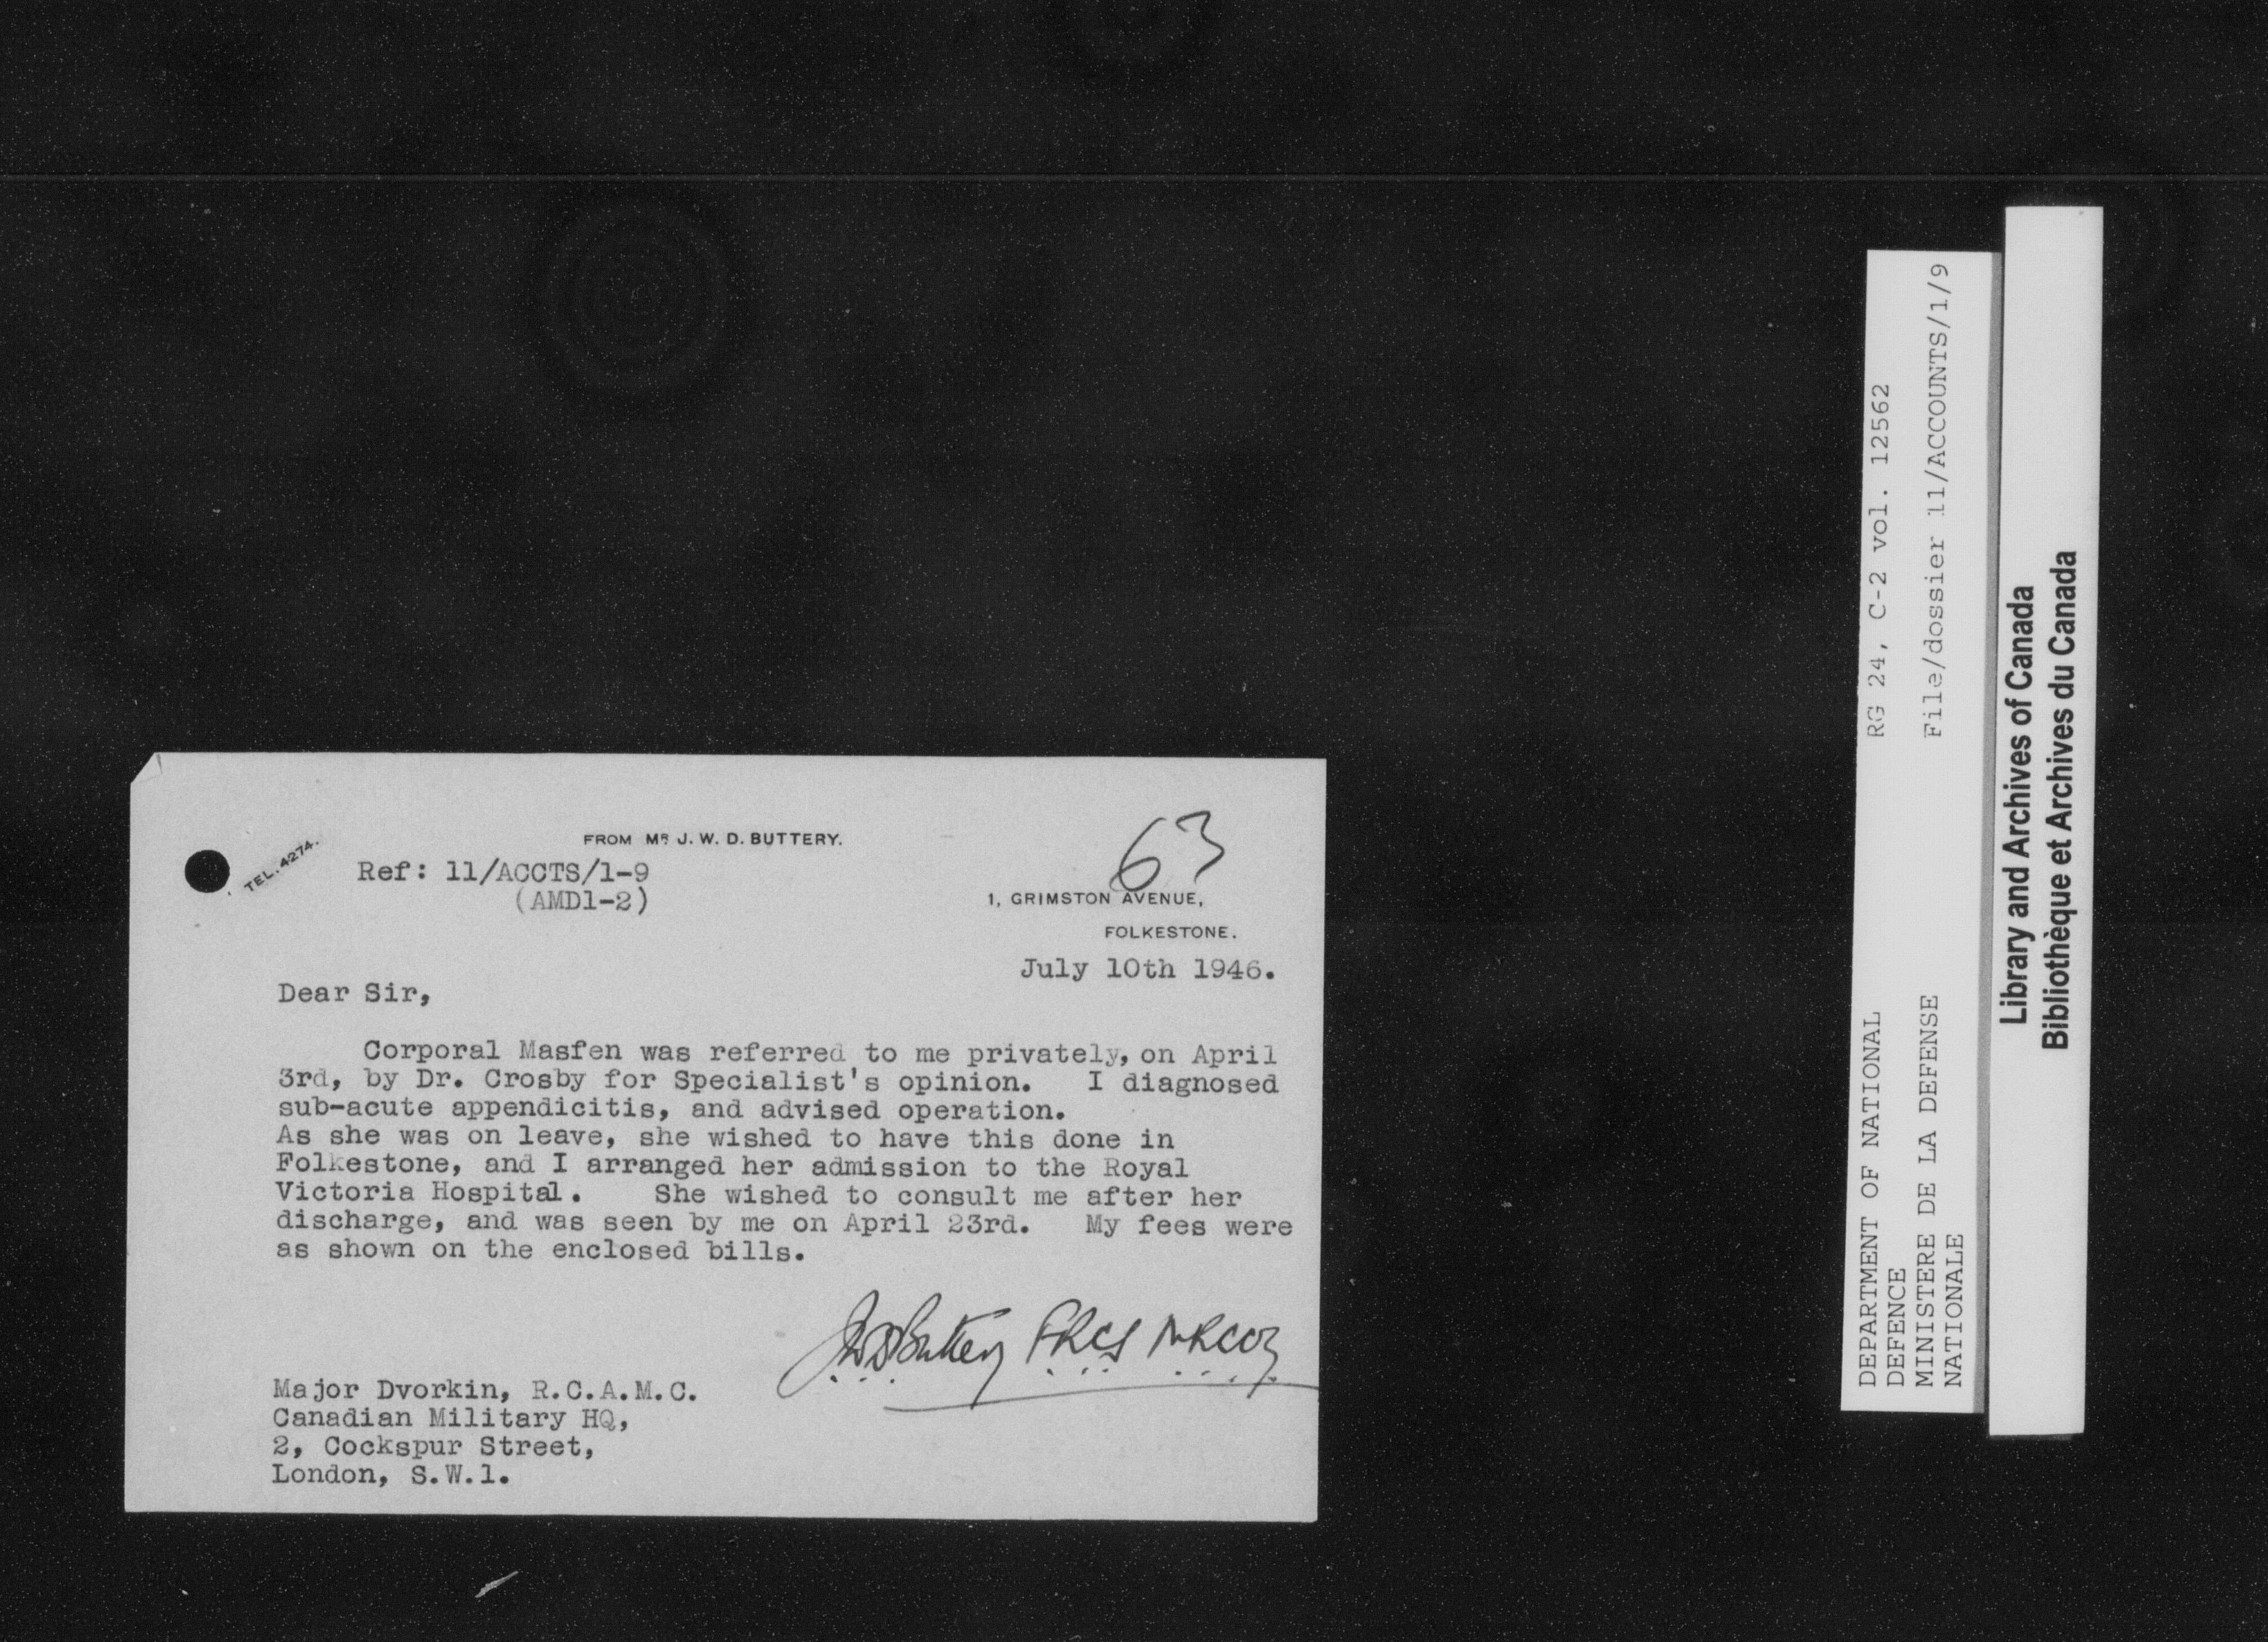 FROM MR J. W. D. BUTTERY.
63
TEL. 4274.
Ref: 11/ACCTS/1-9
(AMD1-2)
1, GRIMSTON AVENUE,
FOLKESTONE.
July 10th 1946.
Dear Sir,
Corporal Masfen was referred to me privately, on April
3rd, by Dr. Crosby for Specialist's opinion. I diagnosed
sub-acute appendicitis, and advised operation.
As she was on leave, she wished to have this done in
Folkestone, and I arranged her admission to the Royal
Victoria Hospital. She wished to consult me after her
discharge, and was seen by me on April 23rd. My fees were
as shown on the enclosed bills.
JWDButtery FRCS MRCOG
Major Dvorkin, R.C.A.M.C.
Canadian Military HQ,
2, Cockspur Street,
London, S.W.1.
DEPARTMENT OF NATIONAL RG 24, C-2 vol. 12562
DEFENCE
MINISTERE DE LA DEFENSE File/dossier 11/ACCOUNTS/1/9
NATIONALE
Library and Archives of Canada
Bibliothèque et Archives du Canada